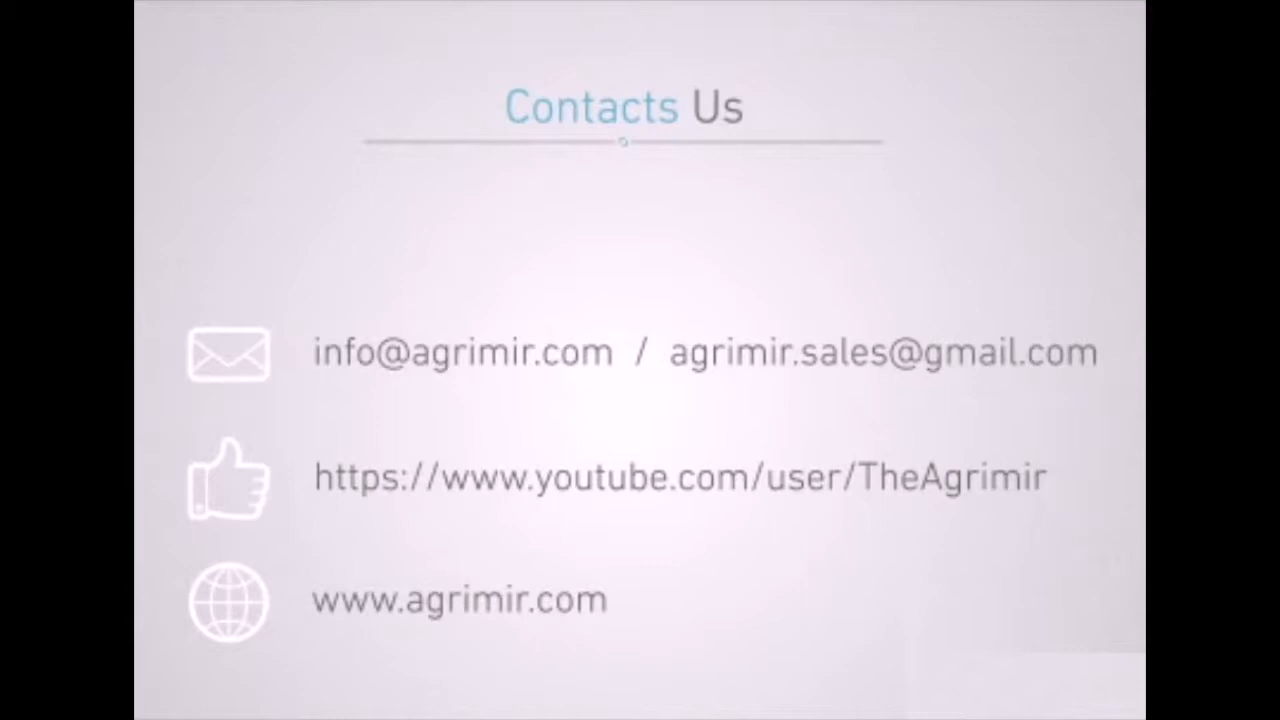 Contacts Us
info@agrimir.com / agrimir.sales@gmail.com
https://www.youtube.com/user/TheAgrimir
www.agrimir.com